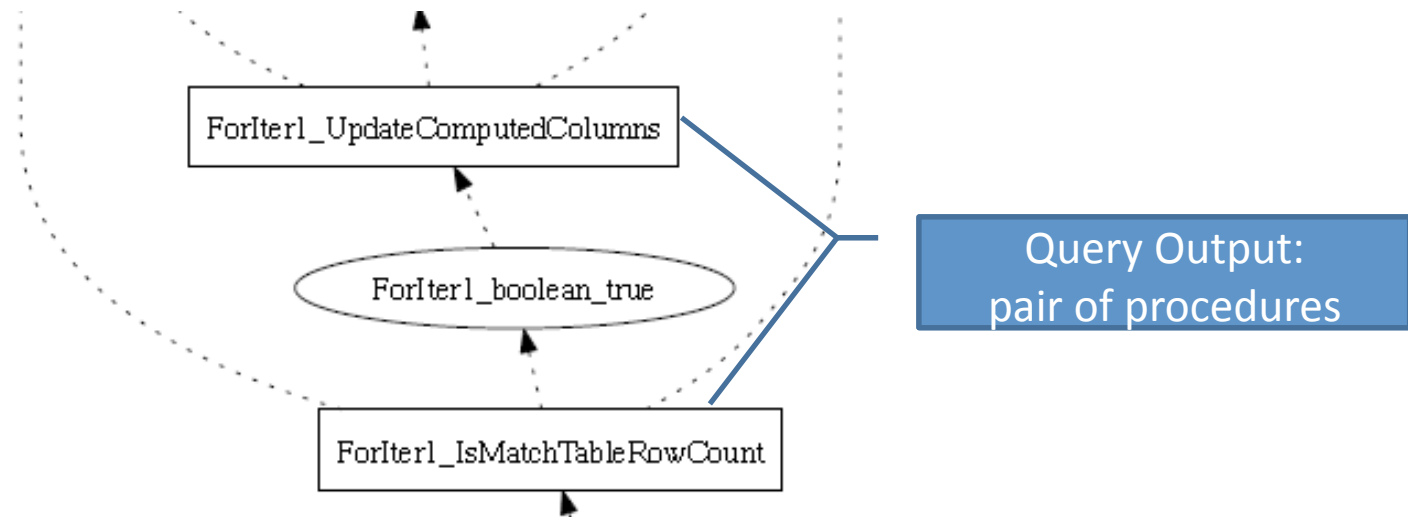 ForIter1_UpdateComputedColumns
ForIter1_boolean_true
Query Output:
pair of procedures
ForIter1_IsMatchTableRowCount